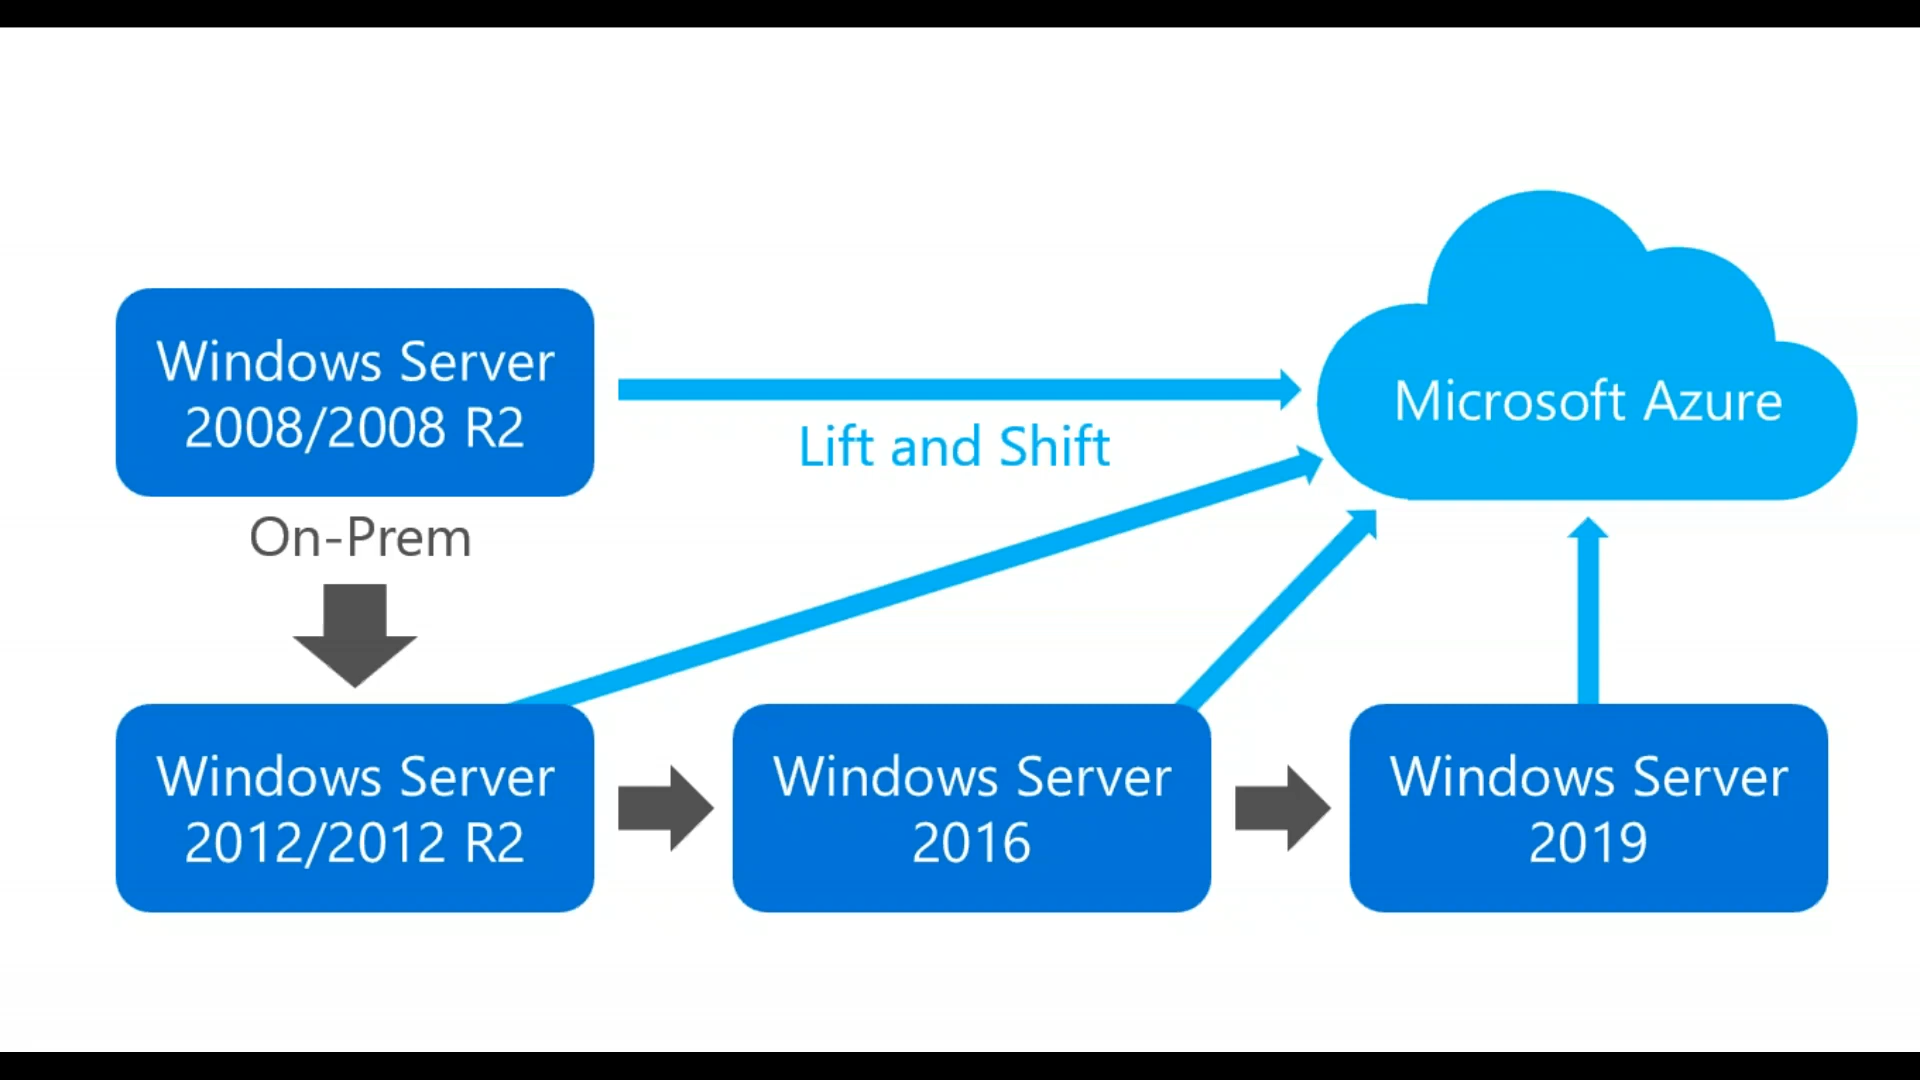 Windows Server
2008/2008 R2
Microsoft Azure
Lift and Shift
On-Prem
Windows Server
2012/2012 R2
Windows Server
2016
Windows Server
2019